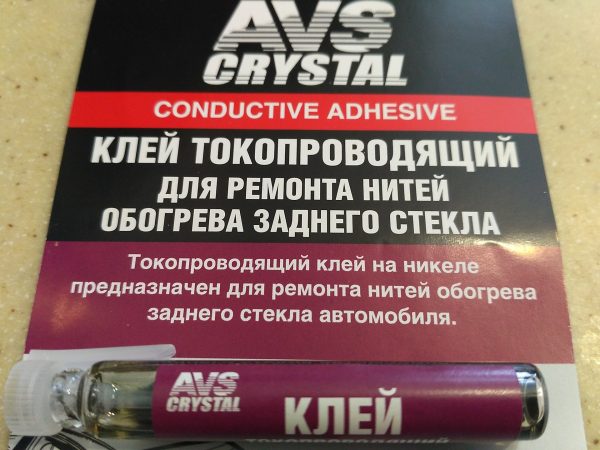 AVS
CRYSTAL
CONDUCTIVE ADHESIVE
КЛЕЙ ТОКОПРОВОДЯЩИЙ
ДЛЯ РЕМОНТА НИТЕЙ
ОБОГРЕВА ЗАДНЕГО СТЕКЛА
Токопроводящий клей на никеле
предназначен для ремонта нитей обогрева
заднего стекла автомобиля.
AVS
CRYSTAL
КЛЕЙ
ТОКОПРОВОДЯЩИЙ